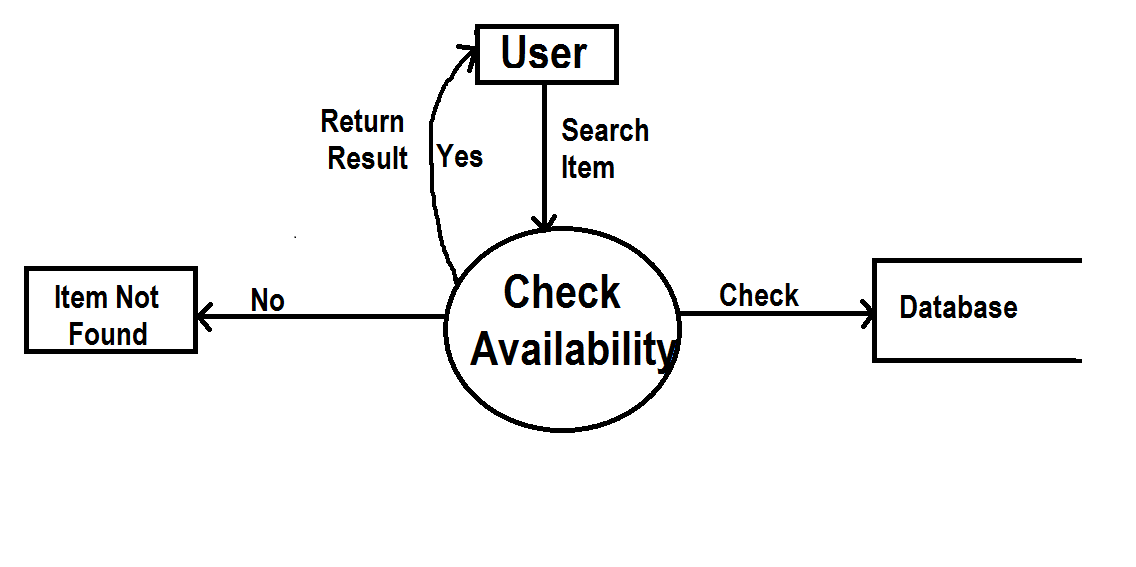 User
Return
Result
Yes
Search
Item
Item Not
Found
No
Check
Availability
Check
Database